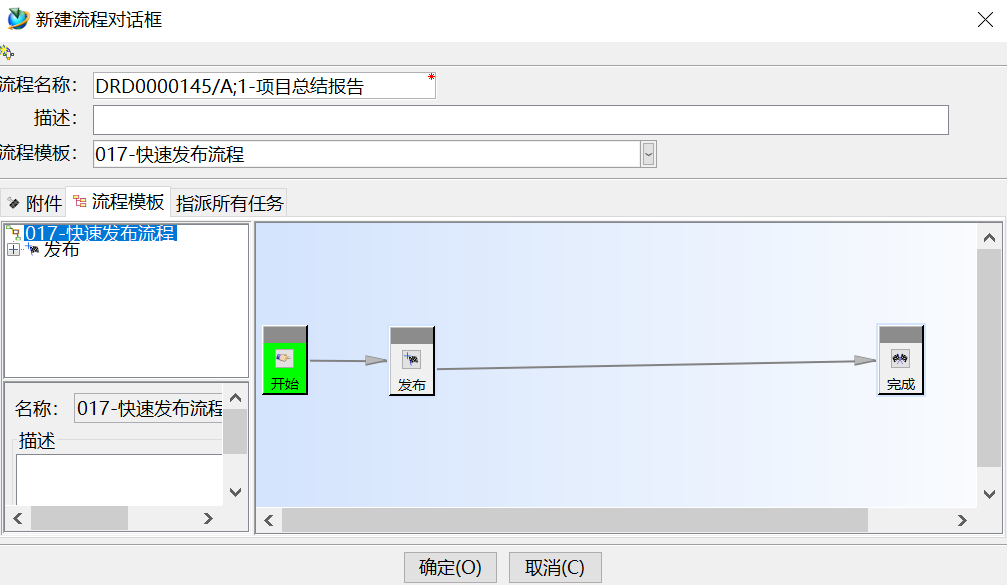 新建流程对话框
流程名称： DRD0000145/A;1-项目总结报告 *
描述：
流程模板： 017-快速发布流程
附件 流程模板 指派所有任务
017-快速发布流程
发布
开始
发布
完成
名称： 017-快速发布流程
描述
确定(O) 取消(C)